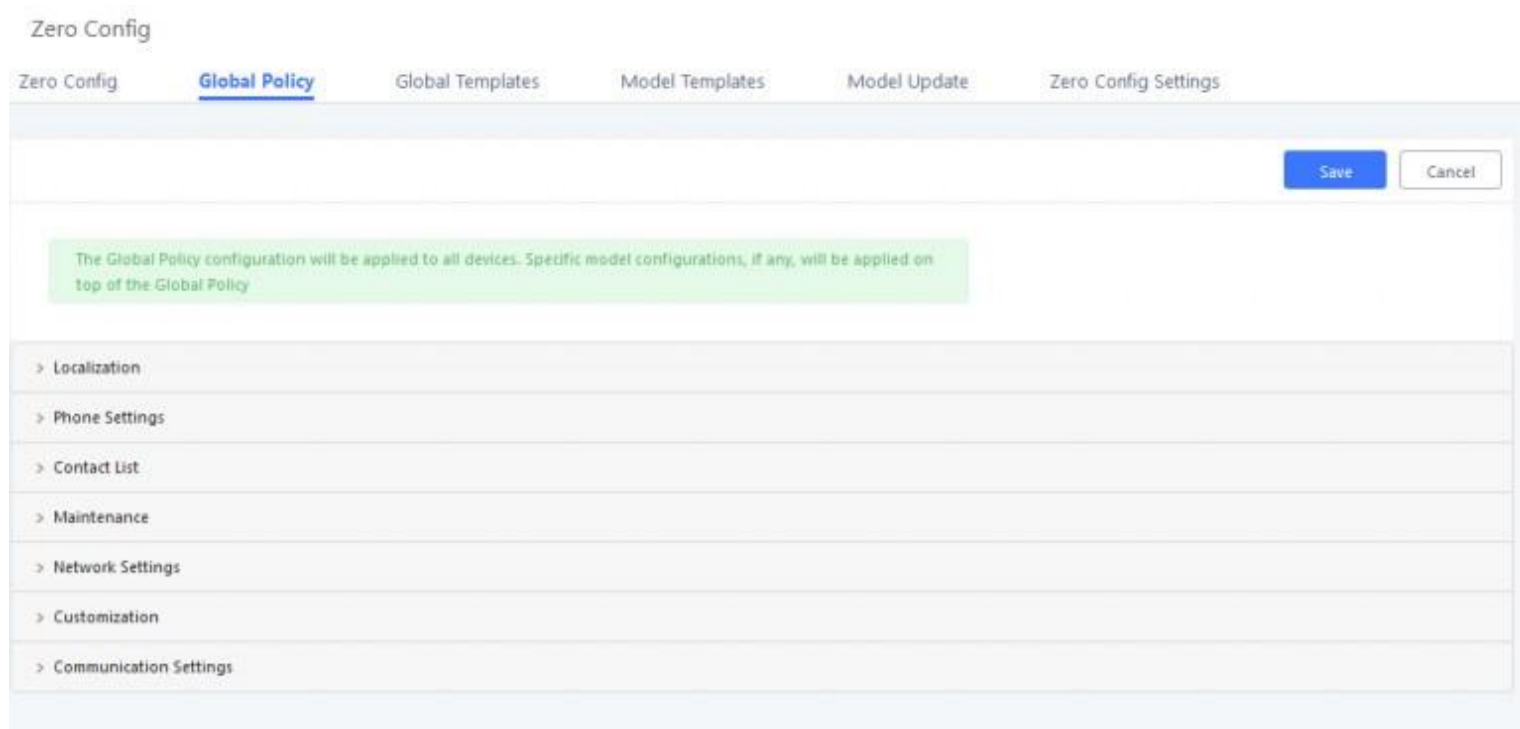 Zero Config
Zero Config Global Policy Global Templates Model Templates Model Update Zero Config Settings
Save Cancel
The Global Policy configuration will be applied to all devices. Specific model configurations, if any, will be applied on
top of the Global Policy
> Localization
> Phone Settings
> Contact List
> Maintenance
> Network Settings
> Customization
> Communication Settings